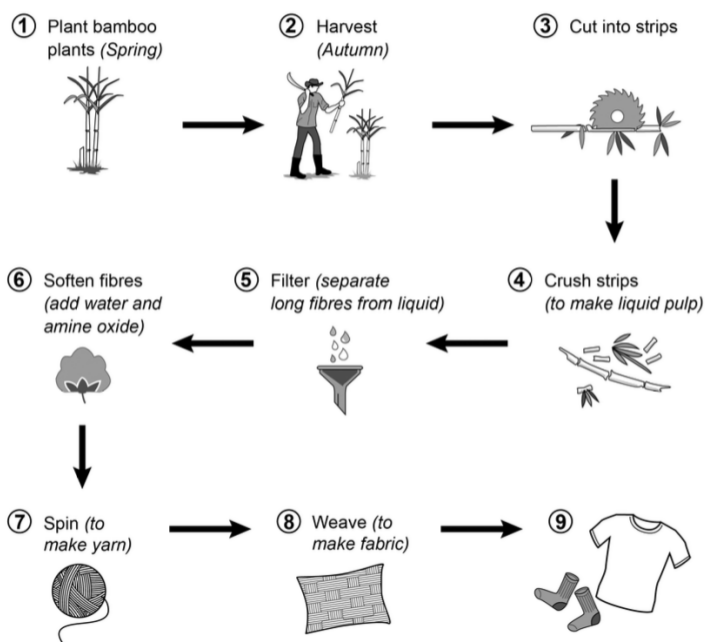 1 Plant bamboo
plants (Spring)
2 Harvest
(Autumn)
3 Cut into strips
4 Crush strips
(to make liquid pulp)
5 Filter (separate
long fibres from liquid)
6 Soften fibres
(add water and
amine oxide)
7 Spin (to
make yarn)
8 Weave (to
make fabric)
9